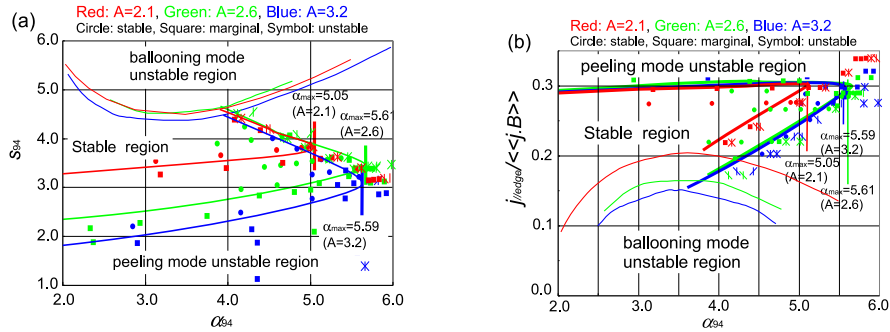 (a)
Red: A=2.1, Green: A=2.6, Blue: A=3.2
Circle: stable, Square: marginal, Symbol: unstable
6.0
5.0
4.0
3.0
2.0
1.0
s94
ballooning mode
unstable region
αmax=5.05
(A=2.1)
αmax=5.61
(A=2.6)
Stable region
αmax=5.59
(A=3.2)
peeling mode unstable region
2.0 3.0 4.0 5.0 6.0
α94
(b)
Red: A=2.1, Green: A=2.6, Blue: A=3.2
Circle: stable, Square: marginal, Symbol: unstable
peeling mode unstable region
0.3
0.2
0.1
0.0
j//edge/<<j.B>>
Stable region
αmax=5.59
(A=3.2)
αmax=5.05
(A=2.1)
αmax=5.61
(A=2.6)
ballooning mode
unstable region
2.0 3.0 4.0 5.0 6.0
α94